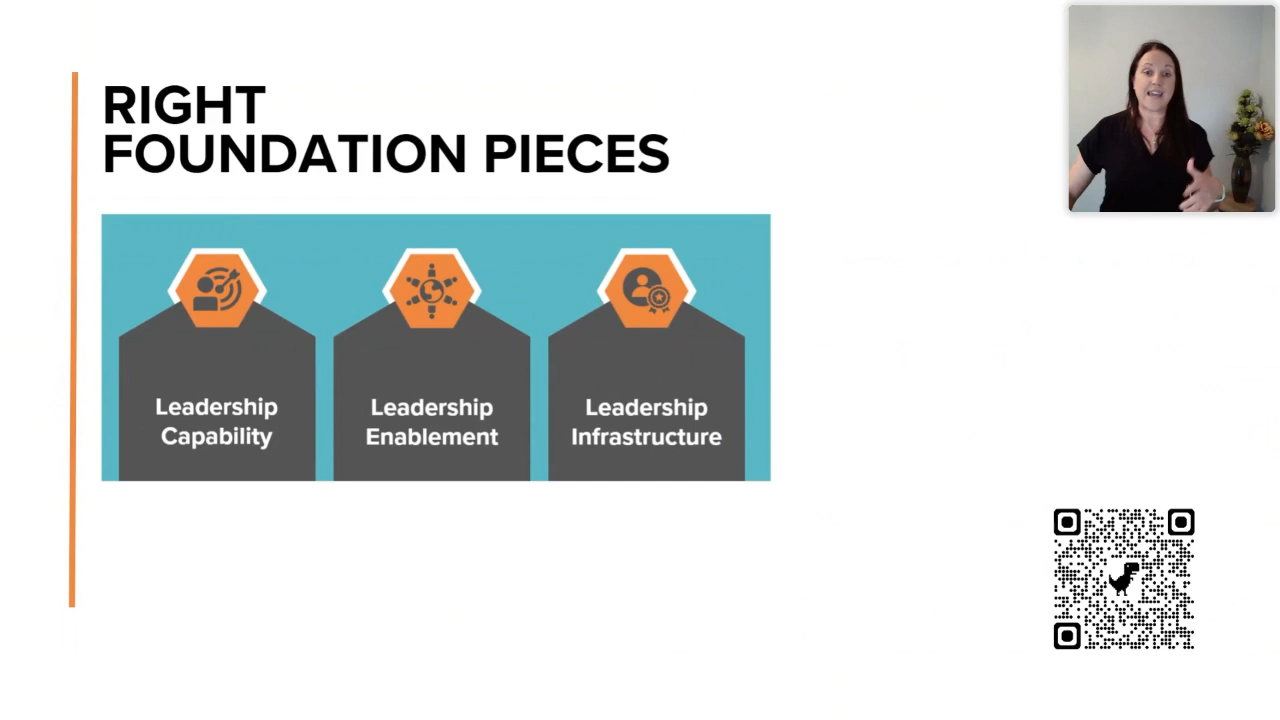 RIGHT
FOUNDATION PIECES
Leadership
Capability
Leadership
Enablement
Leadership
Infrastructure